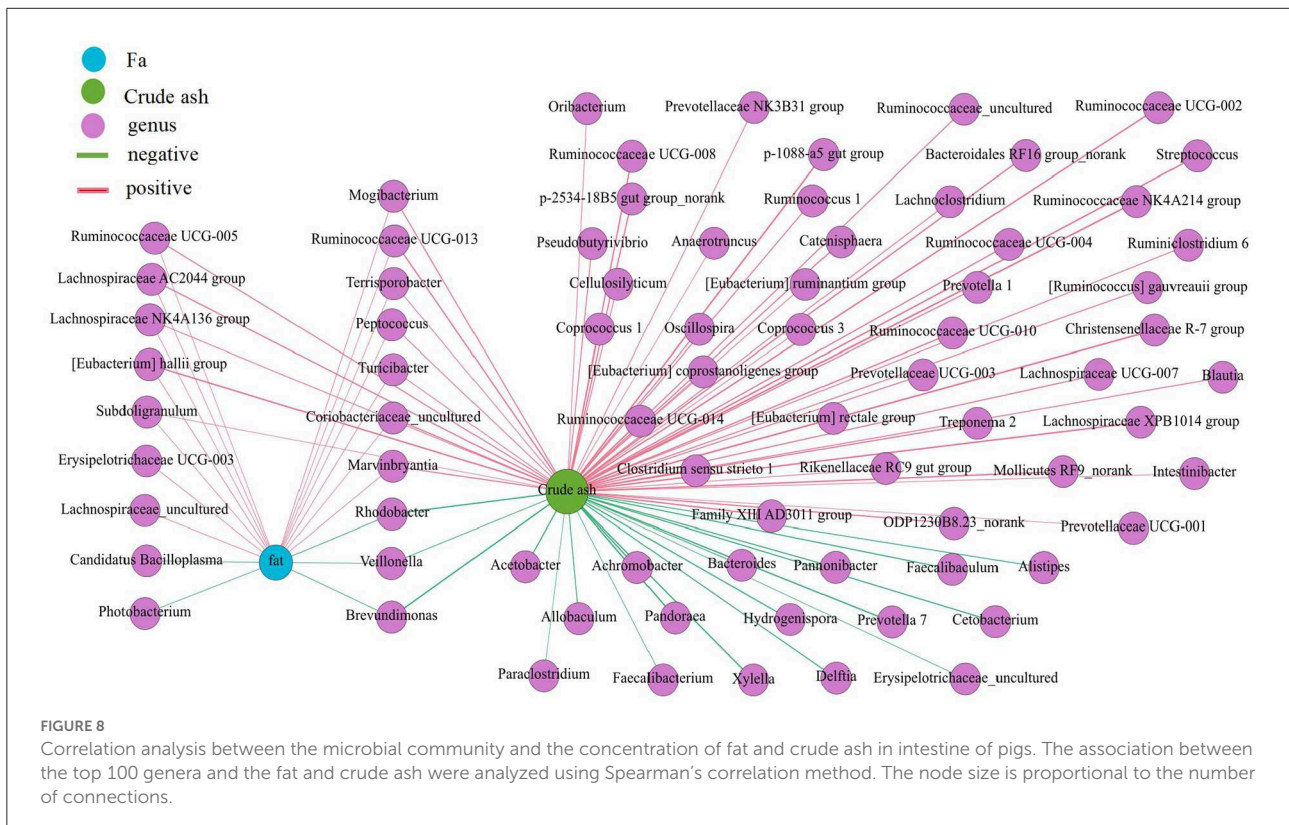 Fa
Crude ash
genus
negative
positive
Oribacterium
Prevotellaceae NK3B31 group
Ruminococcaceae_uncultured
Ruminococcaceae UCG-002
Ruminococcaceae UCG-008
p-1088-a5 gut group
Bacteroidales RF16 group_norank
Streptococcus
Mogibacterium
p-2534-18B5 gut group_norank
Ruminococcus 1
Lachnoclostridium
Ruminococcaceae NK4A214 group
Ruminococcaceae UCG-005
Ruminococcaceae UCG-013
Pseudobutyrivibrio
Anaerotruncus
Catenisphaera
Ruminococcaceae UCG-004
Ruminiclostridium 6
Lachnospiraceae AC2044 group
Terrisporobacter
Cellulosilyticum
[Eubacterium] ruminantium group
Prevotella 1
[Ruminococcus] gauvreauii group
Lachnospiraceae NK4A136 group
Peptococcus
Coprococcus 1
Oscillospira
Coprococcus 3
Ruminococcaceae UCG-010
Christensenellaceae R-7 group
[Eubacterium] hallii group
Turicibacter
[Eubacterium] coprostanoligenes group
Prevotellaceae UCG-003
Lachnospiraceae UCG-007
Blautia
Subdoligranulum
Coriobacteriaceae_uncultured
Ruminococcaceae UCG-014
[Eubacterium] rectale group
Treponema 2
Lachnospiraceae XPB1014 group
Erysipelotrichaceae UCG-003
Marvinbryantia
Clostridium sensu stricto 1
Rikenellaceae RC9 gut group
Mollicutes RF9_norank
Intestinibacter
Crude ash
Lachnospiraceae_uncultured
Rhodobacter
Family XIII AD3011 group
ODP1230B8.23_norank
Prevotellaceae UCG-001
Candidatus Bacilloplasma
fat
Veillonella
Acetobacter
Achromobacter
Bacteroides
Pannonibacter
Faecalibaculum
Alistipes
Photobacterium
Brevundimonas
Allobaculum
Pandoraea
Hydrogenispora
Prevotella 7
Cetobacterium
Paraclostridium
Faecalibacterium
Xylella
Delftia
Erysipelotrichaceae_uncultured
FIGURE 8
Correlation analysis between the microbial community and the concentration of fat and crude ash in intestine of pigs. The association between
the top 100 genera and the fat and crude ash were analyzed using Spearman's correlation method. The node size is proportional to the number
of connections.